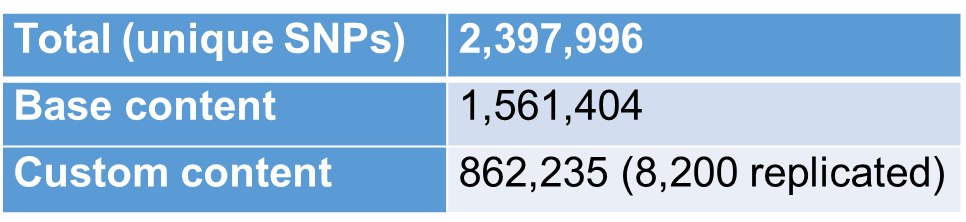 Total (unique SNPs) 2,397,996
Base content 1,561,404
Custom content 862,235 (8,200 replicated)